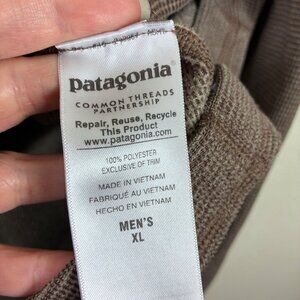 patagonia®
COMMON THREADS
PARTNERSHIP
Repair, Reuse, Recycle
This Product
www.patagonia.com
100% POLYESTER
EXCLUSIVE OF TRIM
MADE IN VIETNAM
FABRIQUÉ AU VIETNAM
HECHO EN VIETNAM
MEN'S
XL